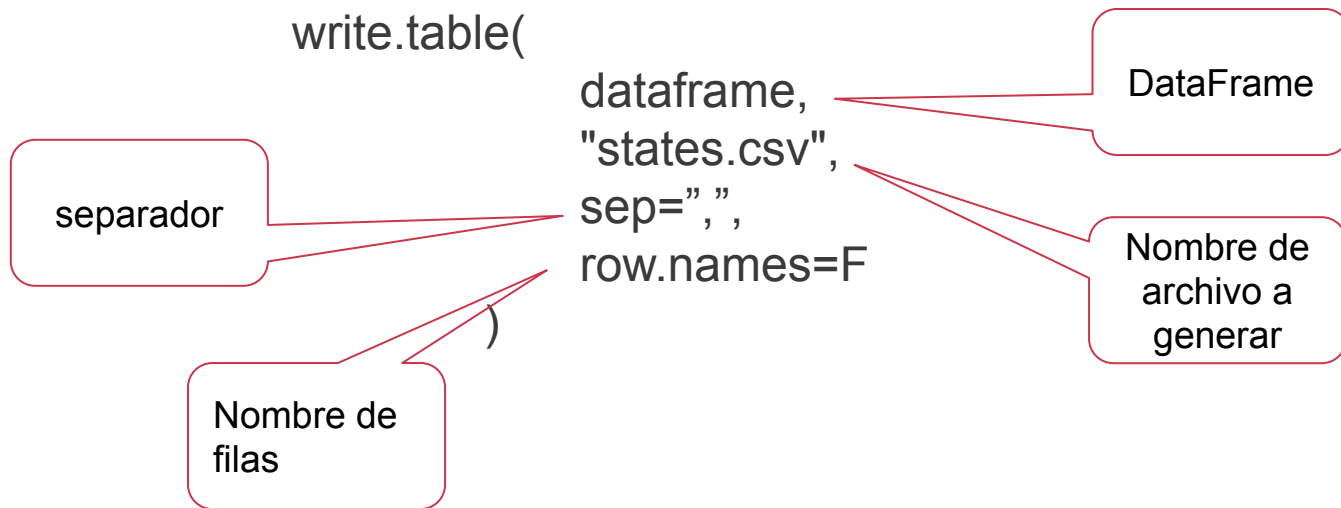 write.table(
dataframe,
"states.csv",
sep=”,”,
row.names=F
)
DataFrame
separador
Nombre de
archivo a
generar
Nombre de
filas